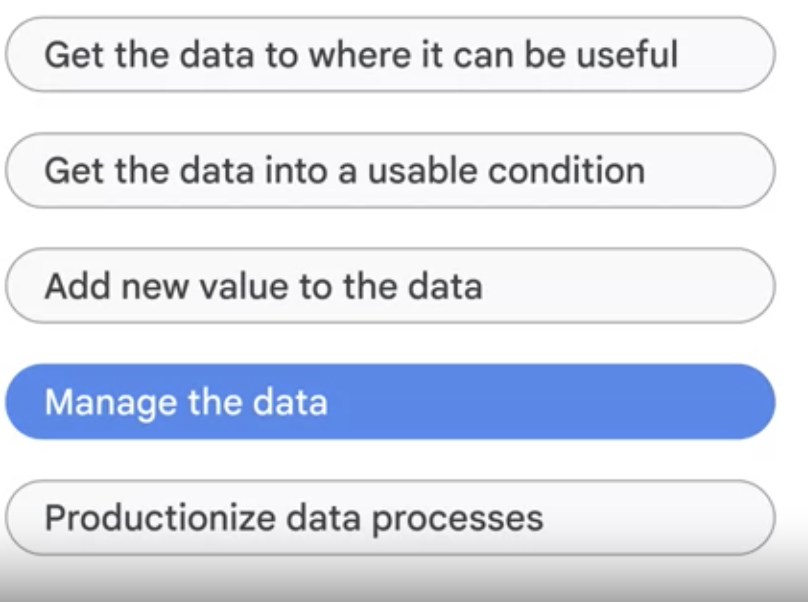 Get the data to where it can be useful
Get the data into a usable condition
Add new value to the data
Manage the data
Productionize data processes